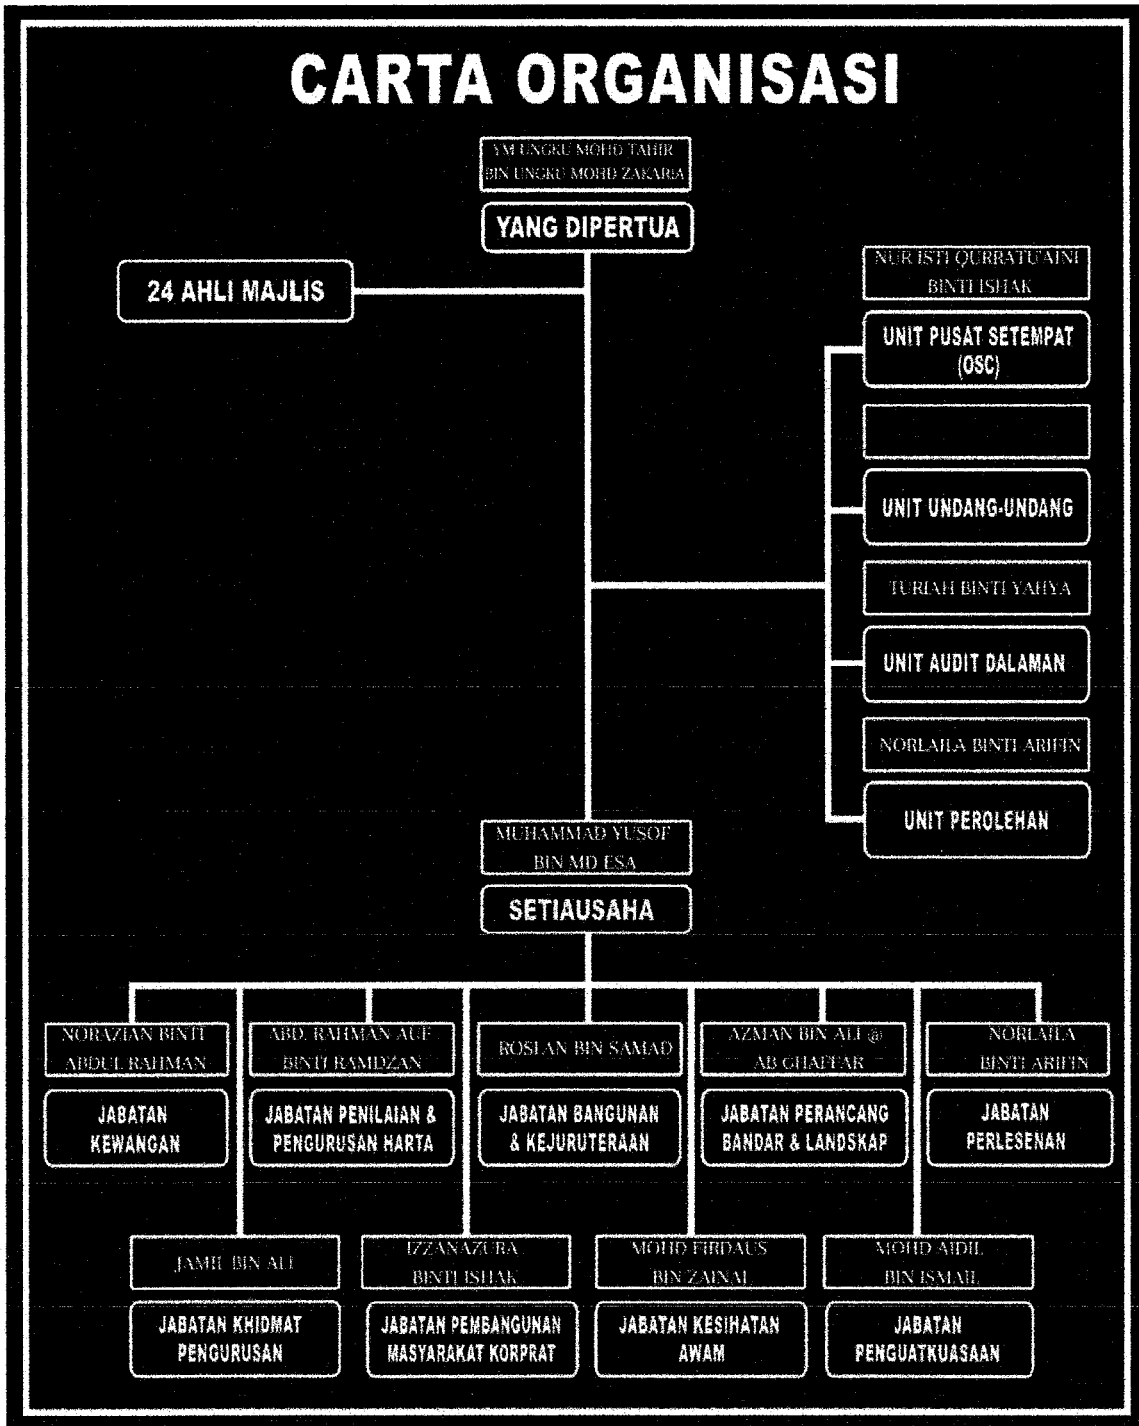 CARTA ORGANISASI
YM UNGKU MOHD TAHIR
BIN UNGKU MOHD ZAKARIA
YANG DIPERTUA
24 AHLI MAJLIS
NUR ISTI QURRATU'AINI
BINTI ISHAK
UNIT PUSAT SETEMPAT
(OSC)
UNIT UNDANG-UNDANG
TURIAH BINTI YAHYA
UNIT AUDIT DALAMAN
NORLAILA BINTI ARIFIN
UNIT PEROLEHAN
MUHAMMAD YUSOF
BIN MD ESA
SETIAUSAHA
NORAZIAN BINTI
ABDUL RAHMAN
JABATAN
KEWANGAN
ABD. RAHMAN AUF
BINTI RAMDZAN
JABATAN PENILAIAN &
PENGURUSAN HARTA
ROSLAN BIN SAMAD
JABATAN BANGUNAN
& KEJURUTERAAN
AZMAN BIN ALI @
AB GHAFFAR
JABATAN PERANCANG
BANDAR & LANDSKAP
NORLAILA
BINTI ARIFIN
JABATAN
PERLESENAN
JAMIL BIN ALI
JABATAN KHIDMAT
PENGURUSAN
IZZANAZURA
BINTI ISHAK
JABATAN PEMBANGUNAN
MASYARAKAT KORPRAT
MOHD FIRDAUS
BIN ZAINAL
JABATAN KESIHATAN
AWAM
MOHD AIDIL
BIN ISMAIL
JABATAN
PENGUATKUASAAN